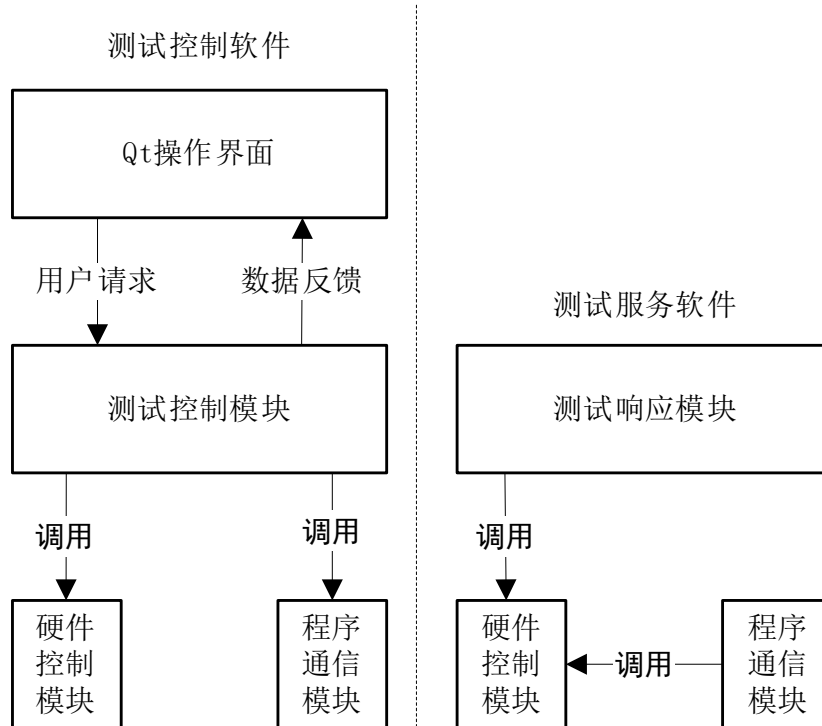 测试控制软件
Qt操作界面
用户请求
数据反馈
测试控制模块
调用
调用
硬件
控制
模块
程序
通信
模块
测试服务软件
测试响应模块
调用
硬件
控制
模块
调用
程序
通信
模块